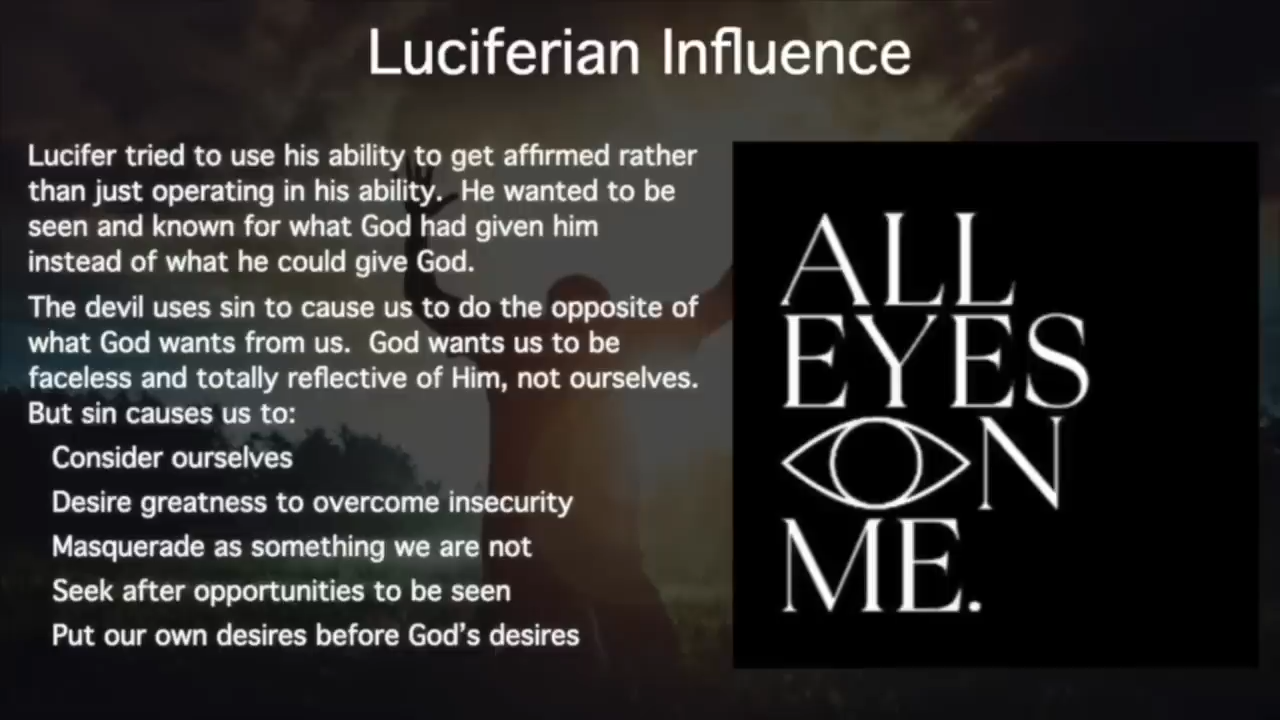 Luciferian Influence
Lucifer tried to use his ability to get affirmed rather
than just operating in his ability.  He wanted to be
seen and known for what God had given him
instead of what he could give God.
The devil uses sin to cause us to do the opposite of
what God wants from us.  God wants us to be
faceless and totally reflective of Him, not ourselves.
But sin causes us to:
Consider ourselves
Desire greatness to overcome insecurity
Masquerade as something we are not
Seek after opportunities to be seen
Put our own desires before God's desires
ALL
EYES
ON
ME.